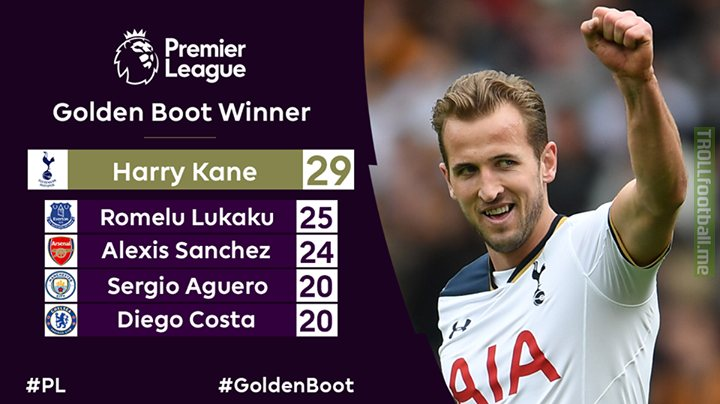 Premier
League
Golden Boot Winner
Harry Kane 29
Romelu Lukaku 25
Alexis Sanchez 24
Sergio Aguero 20
Diego Costa 20
#PL #GoldenBoot
Arsenal
AIA
TROLLfootball.me